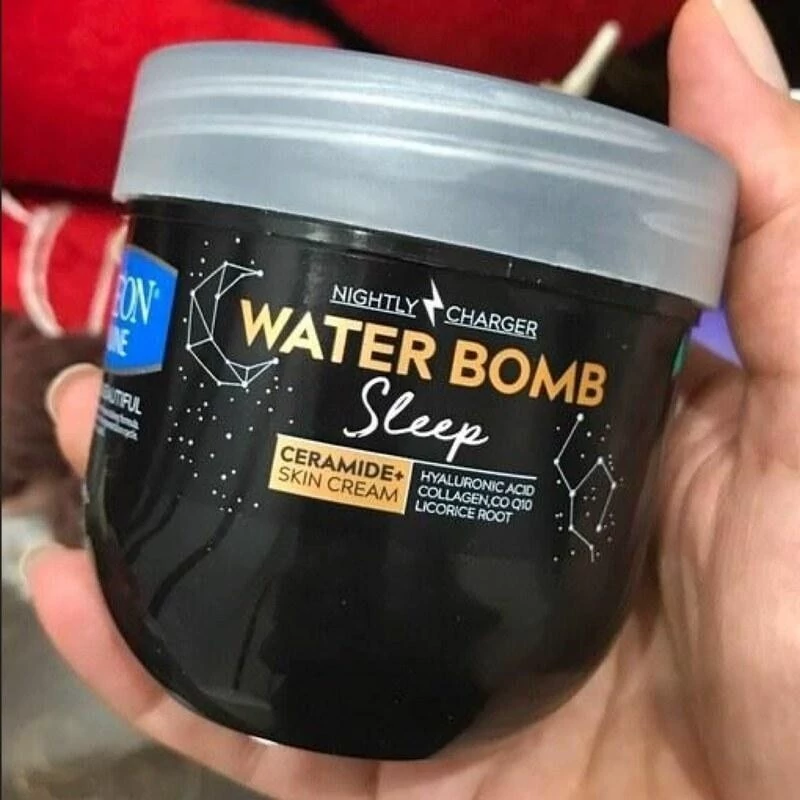 NIGHTLY CHARGER
WATER BOMB
Sleep
CERAMIDE+
SKIN CREAM
HYALURONIC ACID
COLLAGEN,CO Q10
LICORICE ROOT